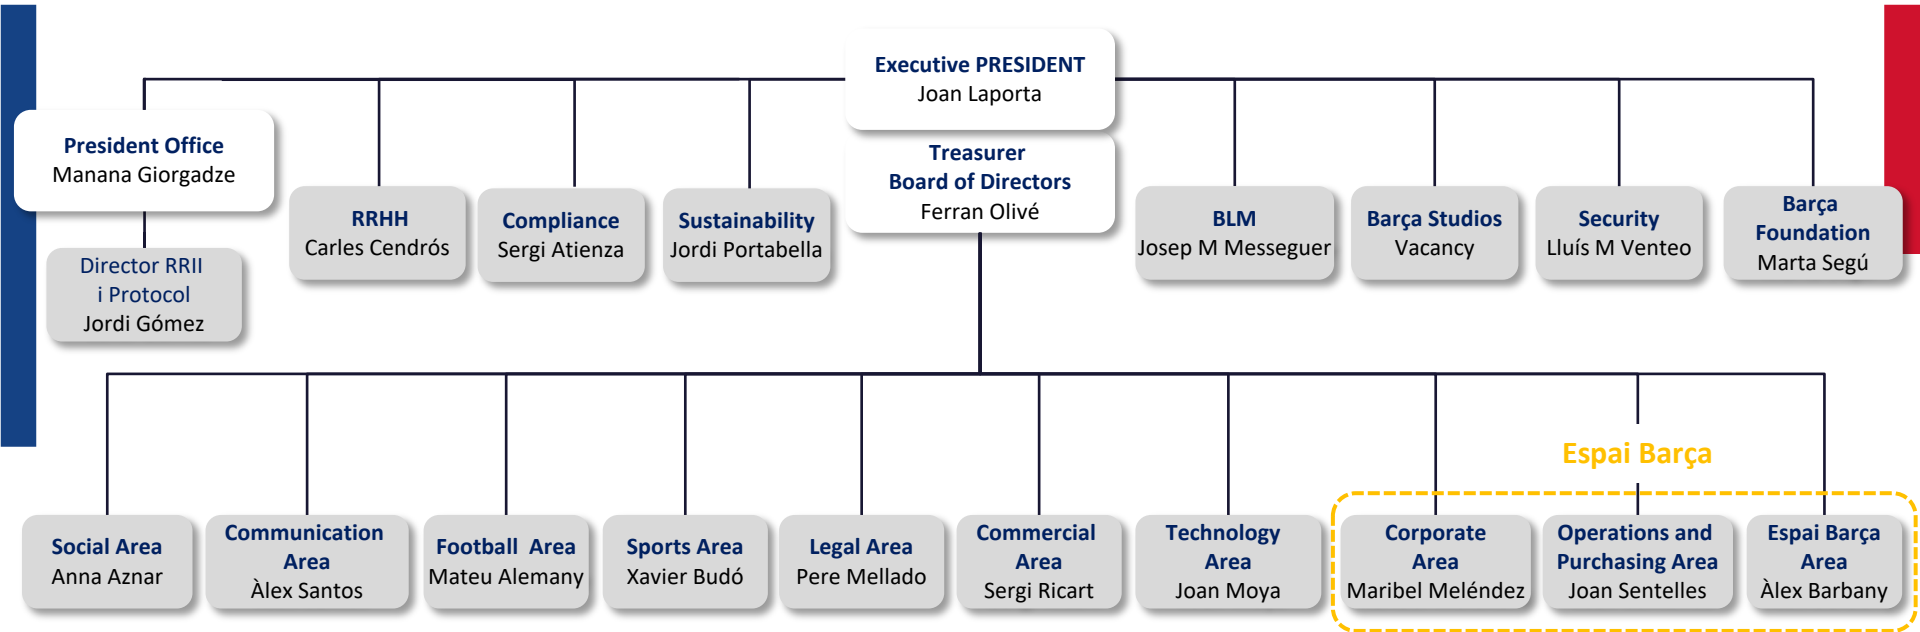 Executive PRESIDENT
Joan Laporta
Treasurer
Board of Directors
Ferran Olivé
President Office
Manana Giorgadze
Director RRII
i Protocol
Jordi Gómez
RRHH
Carles Cendrós
Compliance
Sergi Atienza
Sustainability
Jordi Portabella
BLM
Josep M Messeguer
Barça Studios
Vacancy
Security
Lluís M Venteo
Barça
Foundation
Marta Segú
Espai Barça
Social Area
Anna Aznar
Communication
Area
Àlex Santos
Football Area
Mateu Alemany
Sports Area
Xavier Budó
Legal Area
Pere Mellado
Commercial
Area
Sergi Ricart
Technology
Area
Joan Moya
Corporate
Area
Maribel Meléndez
Operations and
Purchasing Area
Joan Sentelles
Espai Barça
Area
Àlex Barbany